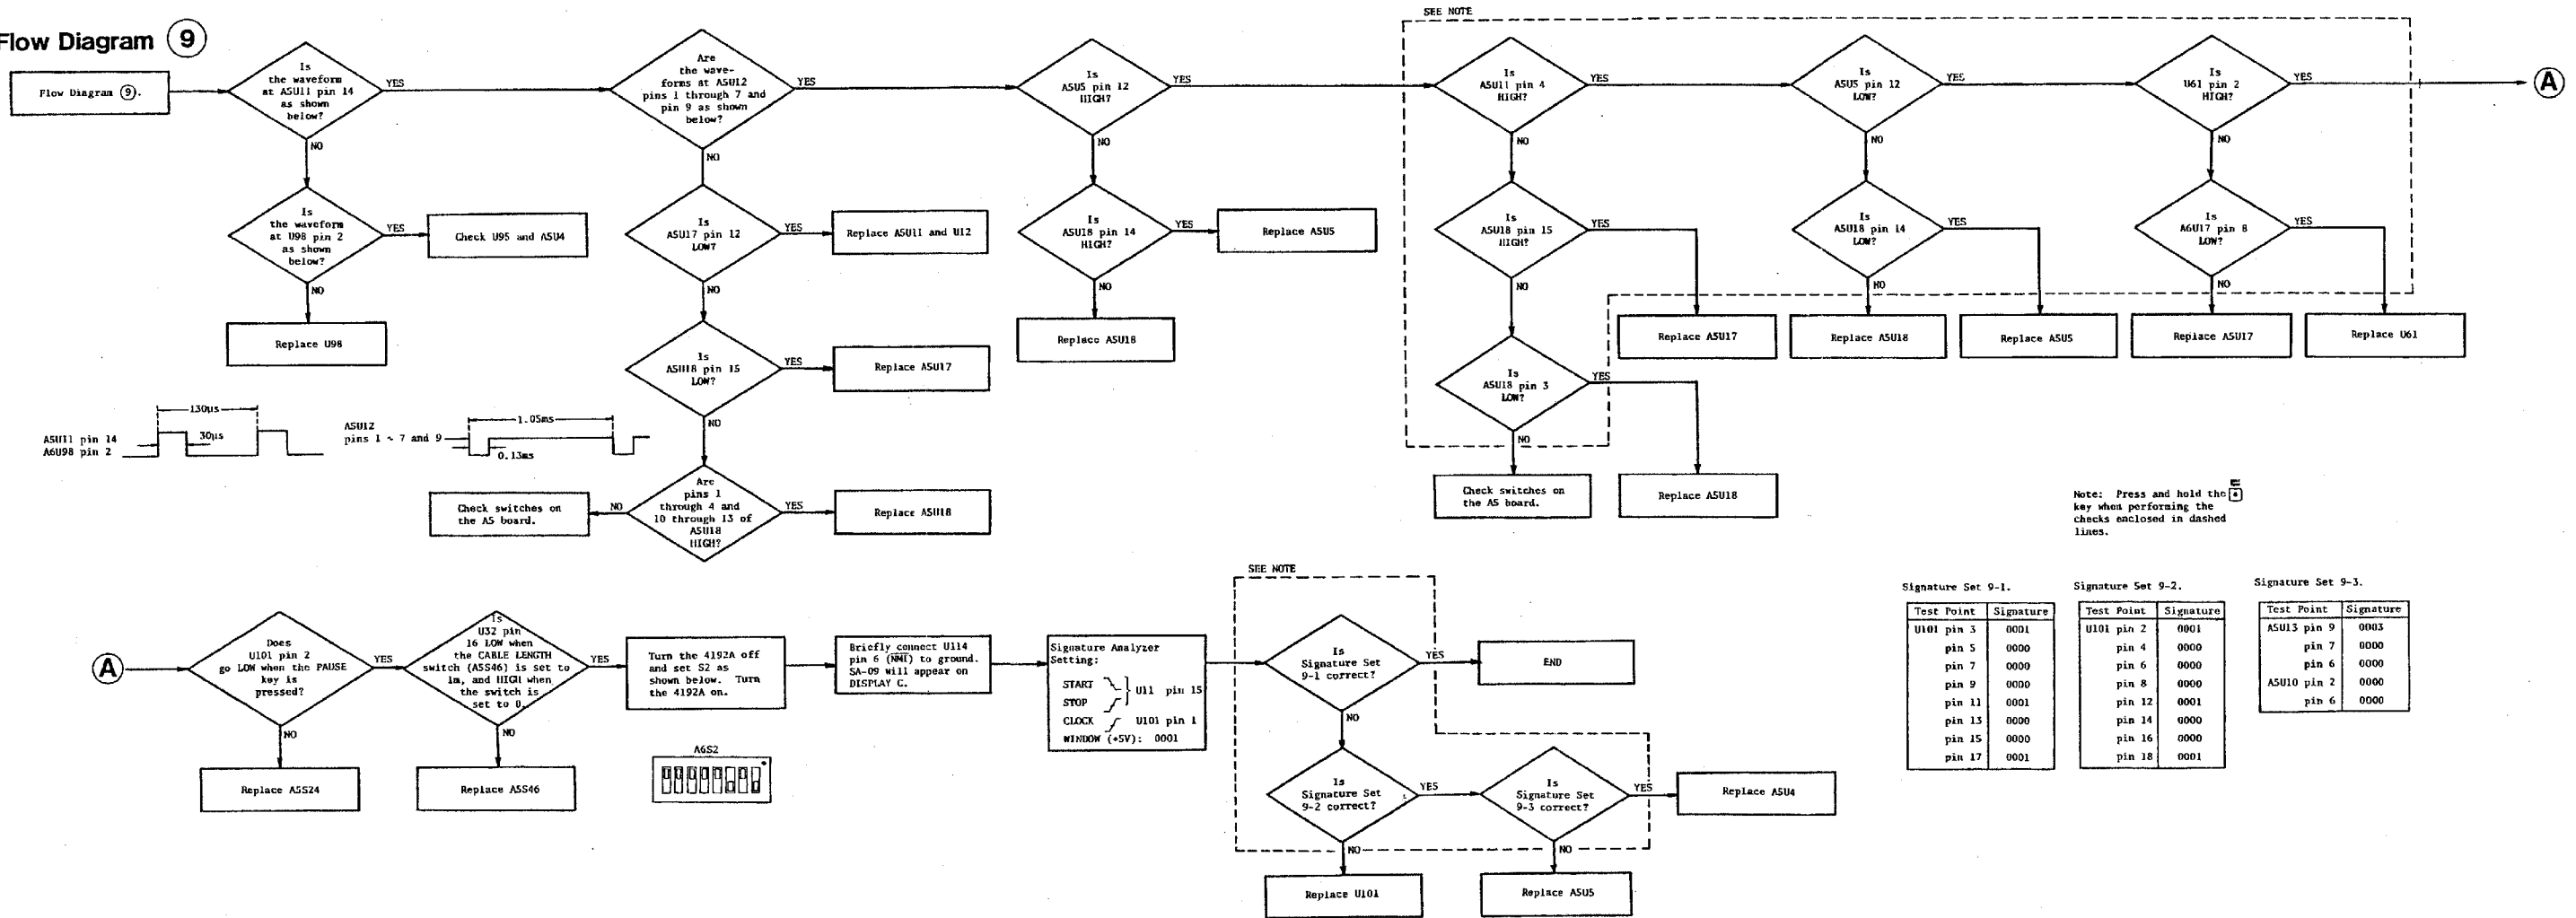 Flow Diagram 9
Flow Diagram 9.
Is
the waveform
at A5U11 pin 14
as shown
below?
YES
NO
Is
the waveform
at U98 pin 2
as shown
below?
YES
NO
Check U95 and A5U4
Replace U98
Are
the wave-
forms at A5U12
pins 1 through 7 and
pin 9 as shown
below?
YES
NO
Is
A5U17 pin 12
LOW?
YES
NO
Replace A5U11 and U12
Is
A5U18 pin 15
LOW?
YES
NO
Replace A5U17
Are
pins 1
through 4 and
10 through 13 of
A5U18
HIGH?
YES
NO
Replace A5U18
Check switches on
the A5 board.
Is
A5U5 pin 12
HIGH?
YES
NO
Is
A5U18 pin 14
HIGH?
YES
NO
Replace A5U5
Replace A5U18
SEE NOTE
Is
A5U11 pin 4
HIGH?
YES
NO
Is
A5U18 pin 15
HIGH?
YES
NO
Replace A5U17
Is
A5U18 pin 3
LOW?
YES
NO
Check switches on
the A5 board.
Replace A5U18
Is
A5U5 pin 12
LOW?
YES
NO
Is
A5U18 pin 14
LOW?
YES
NO
Replace A5U18
Replace A5U5
Is
U61 pin 2
HIGH?
YES
NO
Is
A6U17 pin 8
LOW?
YES
NO
Replace A5U17
Replace U61
A
130µs
30µs
A5U11 pin 14
A6U98 pin 2
A5U12
pins 1 ~ 7 and 9
1.05ms
0.13ms
Note: Press and hold the
key when performing the
checks enclosed in dashed
lines.
A
Does
U101 pin 2
go LOW when the PAUSE
key is
pressed?
YES
NO
Replace A5S24
Is
U32 pin
16 LOW when
the CABLE LENGTH
switch (A5S46) is set to
1m, and HIGH when
the switch is
set to 0.
YES
NO
Replace A5S46
Turn the 4192A off
and set S2 as
shown below. Turn
the 4192A on.
A6S2
Briefly connect U114
pin 6 (NMI) to ground.
SA-09 will appear on
DISPLAY C.
Signature Analyzer
Setting:
START
STOP
U11 pin 15
CLOCK U101 pin 1
WINDOW (+5V): 0001
SEE NOTE
Is
Signature Set
9-1 correct?
YES
NO
END
Is
Signature Set
9-2 correct?
YES
NO
Is
Signature Set
9-3 correct?
YES
NO
Replace A5U4
Replace U101
Replace A5U5
Signature Set 9-1.
Test Point Signature
U101 pin 3 0001
pin 5 0000
pin 7 0000
pin 9 0000
pin 11 0001
pin 13 0000
pin 15 0000
pin 17 0001
Signature Set 9-2.
Test Point Signature
U101 pin 2 0001
pin 4 0000
pin 6 0000
pin 8 0000
pin 12 0001
pin 14 0000
pin 16 0000
pin 18 0001
Signature Set 9-3.
Test Point Signature
A5U13 pin 9 0003
pin 7 0000
pin 6 0000
A5U10 pin 2 0000
pin 6 0000